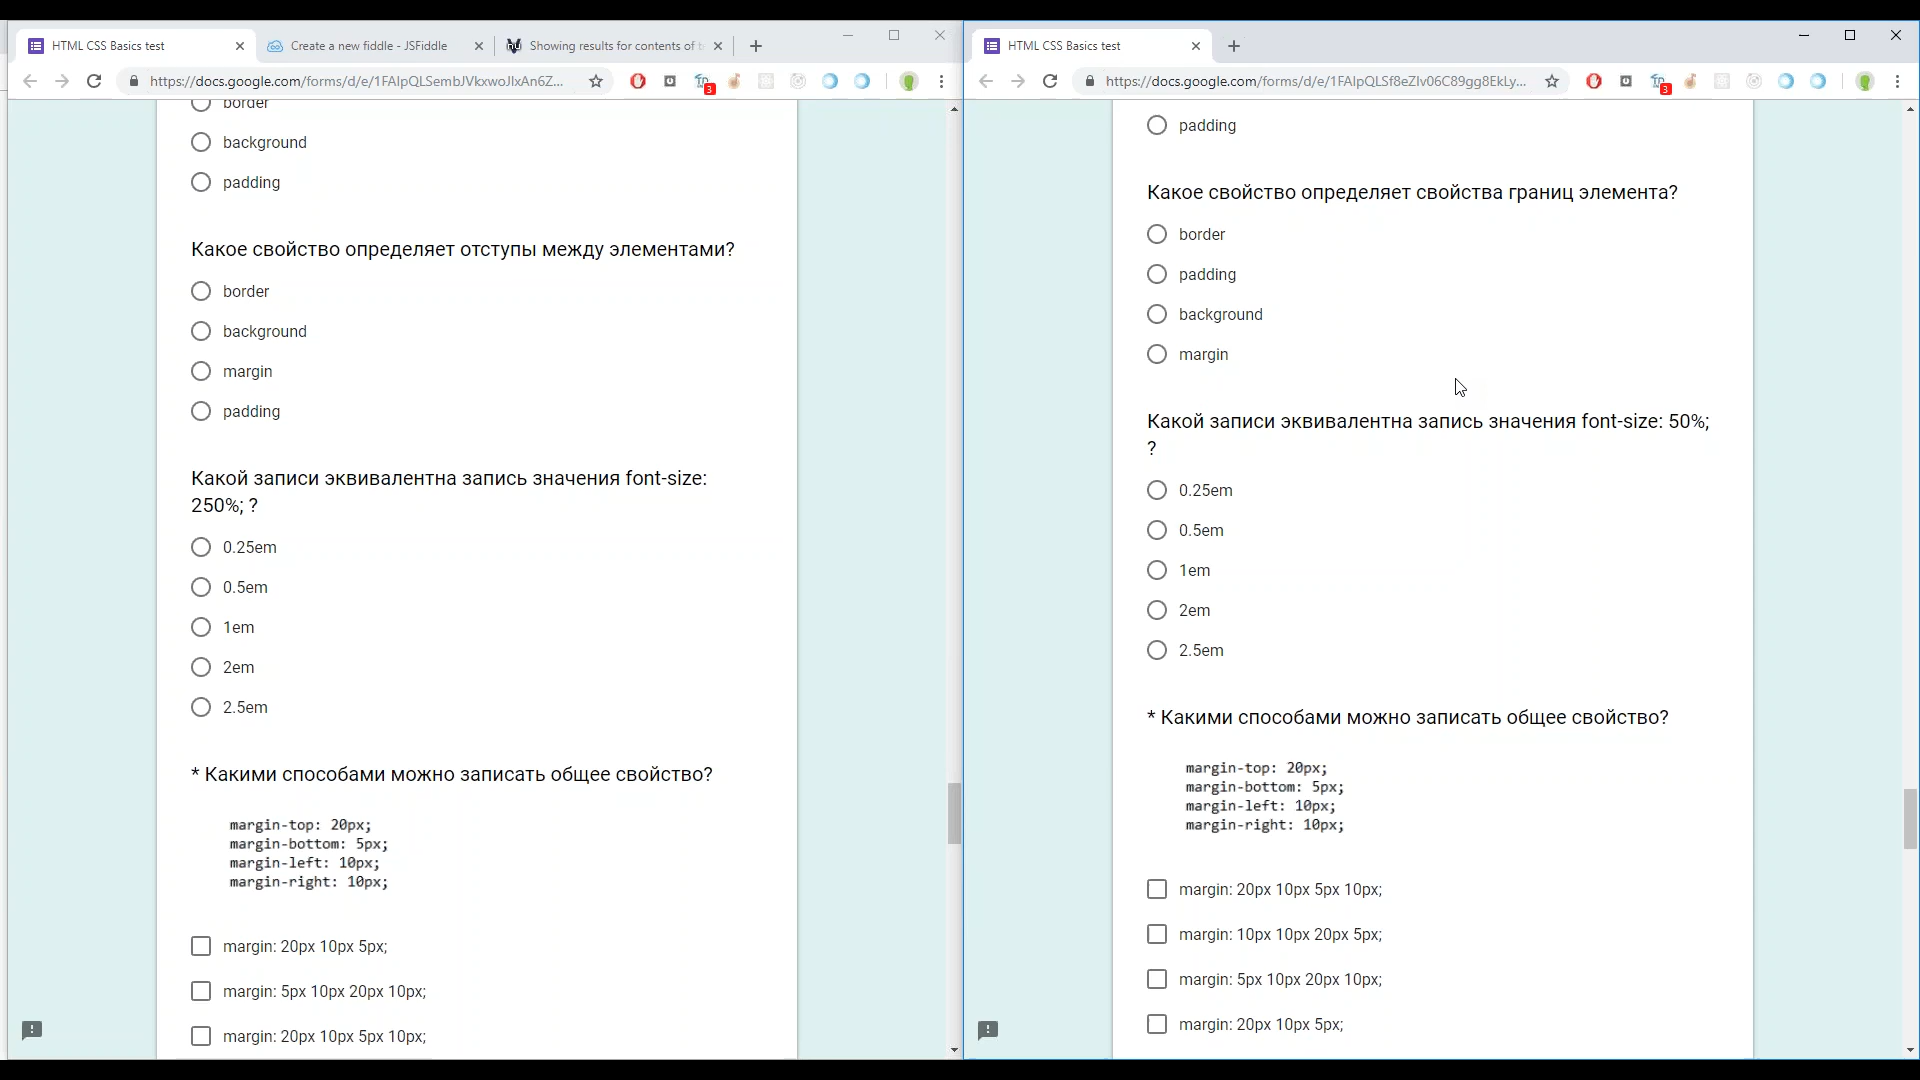 HTML CSS Basics test
Create a new fiddle - JSFiddle
Showing results for contents of
https://docs.google.com/forms/d/e/1FAIpQLSembJVkxwoJlxAn6Z...
3
border
background
padding
Какое свойство определяет отступы между элементами?
border
background
margin
padding
Какой записи эквивалентна запись значения font-size:
250%; ?
0.25em
0.5em
1em
2em
2.5em
* Какими способами можно записать общее свойство?
margin-top: 20px;
margin-bottom: 5px;
margin-left: 10px;
margin-right: 10px;
margin: 20px 10px 5px;
margin: 5px 10px 20px 10px;
margin: 20px 10px 5px 10px;
HTML CSS Basics test
https://docs.google.com/forms/d/e/1FAIpQLSf8eZIv06C89gg8EkLy...
3
padding
Какое свойство определяет свойства границ элемента?
border
padding
background
margin
Какой записи эквивалентна запись значения font-size: 50%;
?
0.25em
0.5em
1em
2em
2.5em
* Какими способами можно записать общее свойство?
margin-top: 20px;
margin-bottom: 5px;
margin-left: 10px;
margin-right: 10px;
margin: 20px 10px 5px 10px;
margin: 10px 10px 20px 5px;
margin: 5px 10px 20px 10px;
margin: 20px 10px 5px;